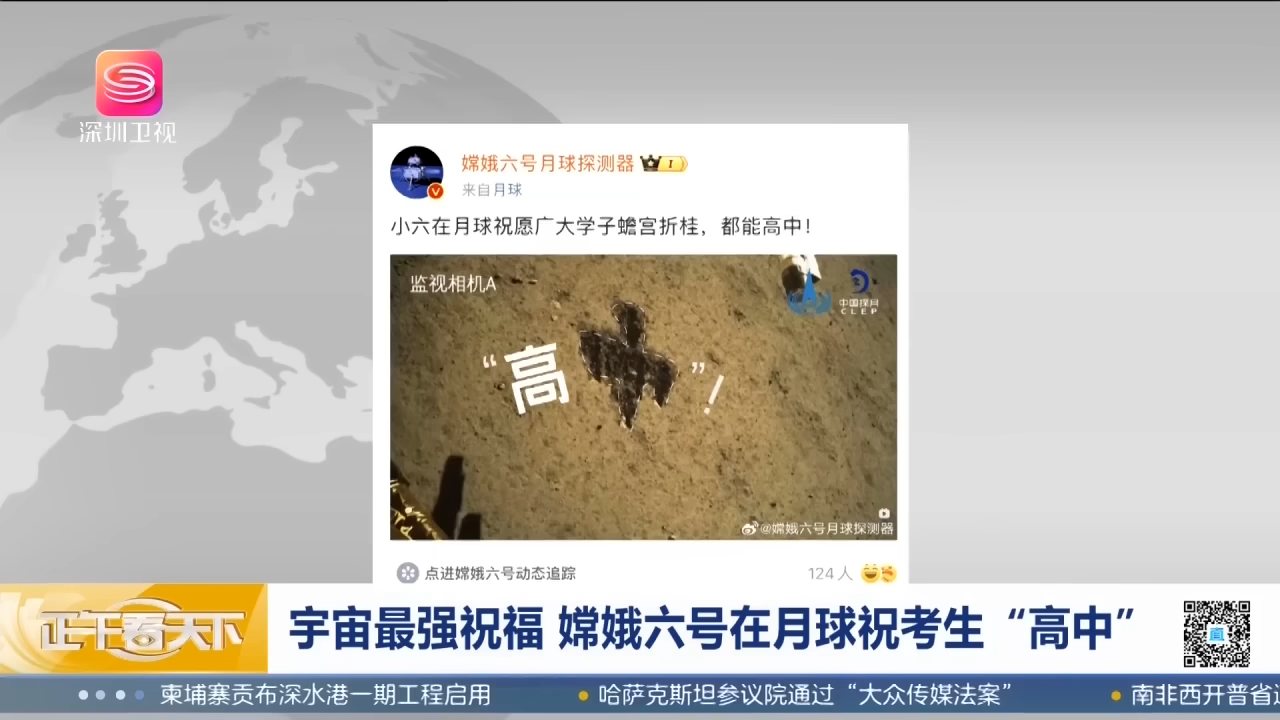 深圳卫视
嫦娥六号月球探测器
I
来自月球
小六在月球祝愿广大学子蟾宫折桂，都能高中！
监视相机A
中国探月
CLEP
“高”！
@嫦娥六号月球探测器
点进嫦娥六号动态追踪
124人
正午看天下
宇宙最强祝福 嫦娥六号在月球祝考生“高中”
柬埔寨贡布深水港一期工程启用
哈萨克斯坦参议院通过“大众传媒法案”
南非西开普省